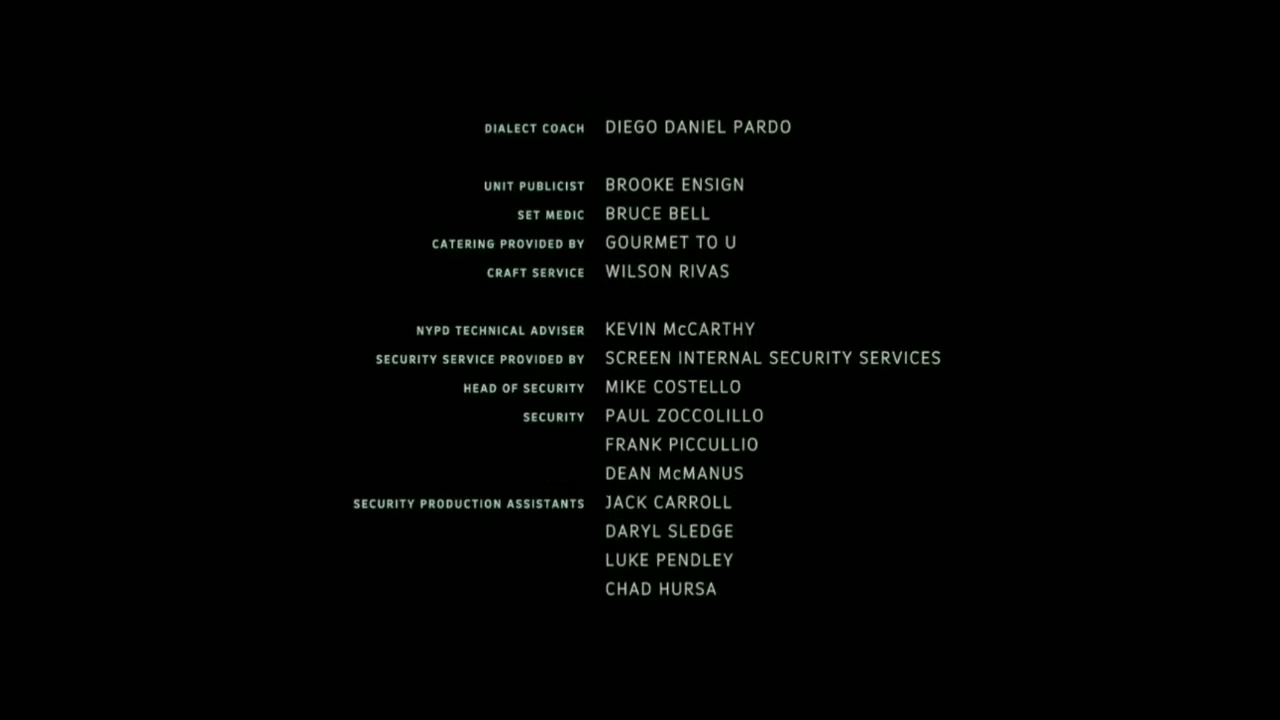 DIALECT COACH DIEGO DANIEL PARDO
UNIT PUBLICIST BROOKE ENSIGN
SET MEDIC BRUCE BELL
CATERING PROVIDED BY GOURMET TO U
CRAFT SERVICE WILSON RIVAS
NYPD TECHNICAL ADVISER KEVIN McCARTHY
SECURITY SERVICE PROVIDED BY SCREEN INTERNAL SECURITY SERVICES
HEAD OF SECURITY MIKE COSTELLO
SECURITY PAUL ZOCCOLILLO
FRANK PICCULLIO
DEAN McMANUS
SECURITY PRODUCTION ASSISTANTS JACK CARROLL
DARYL SLEDGE
LUKE PENDLEY
CHAD HURSA